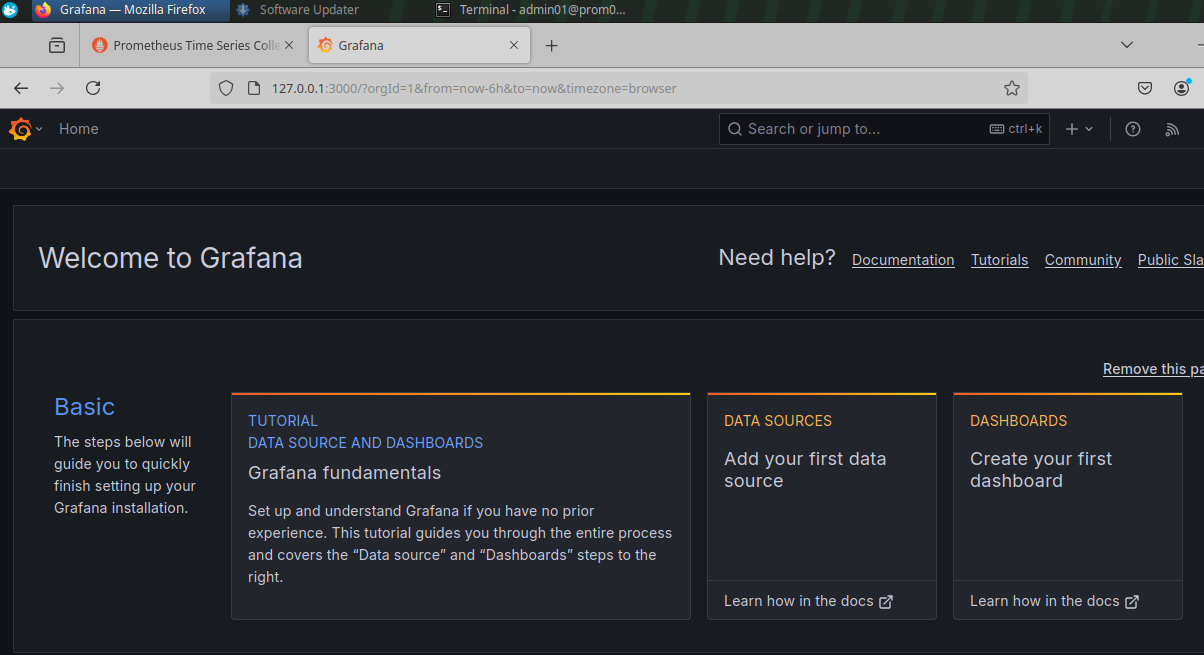 Grafana — Mozilla Firefox
Software Updater
Terminal - admin01@prom0...
Prometheus Time Series Colle
Grafana
127.0.0.1:3000/?orgId=1&from=now-6h&to=now&timezone=browser
Home
Search or jump to...
ctrl+k
Welcome to Grafana
Need help?
Documentation
Tutorials
Community
Public Sla
Remove this pa
Basic
The steps below will
guide you to quickly
finish setting up your
Grafana installation.
TUTORIAL
DATA SOURCE AND DASHBOARDS
Grafana fundamentals
Set up and understand Grafana if you have no prior
experience. This tutorial guides you through the entire process
and covers the “Data source” and “Dashboards” steps to the
right.
DATA SOURCES
Add your first data
source
Learn how in the docs
DASHBOARDS
Create your first
dashboard
Learn how in the docs